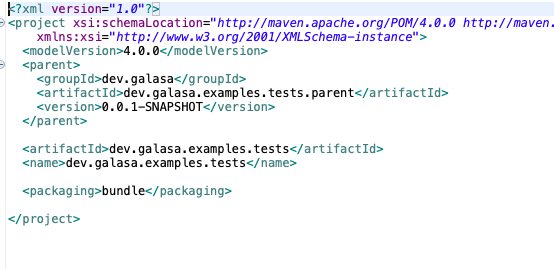 <?xml version="1.0"?>
<project xsi:schemaLocation="http://maven.apache.org/POM/4.0.0 http://maven.
xmlns:xsi="http://www.w3.org/2001/XMLSchema-instance">
<modelVersion>4.0.0</modelVersion>
<parent>
<groupId>dev.galasa</groupId>
<artifactId>dev.galasa.examples.tests.parent</artifactId>
<version>0.0.1-SNAPSHOT</version>
</parent>
<artifactId>dev.galasa.examples.tests</artifactId>
<name>dev.galasa.examples.tests</name>
<packaging>bundle</packaging>
</project>